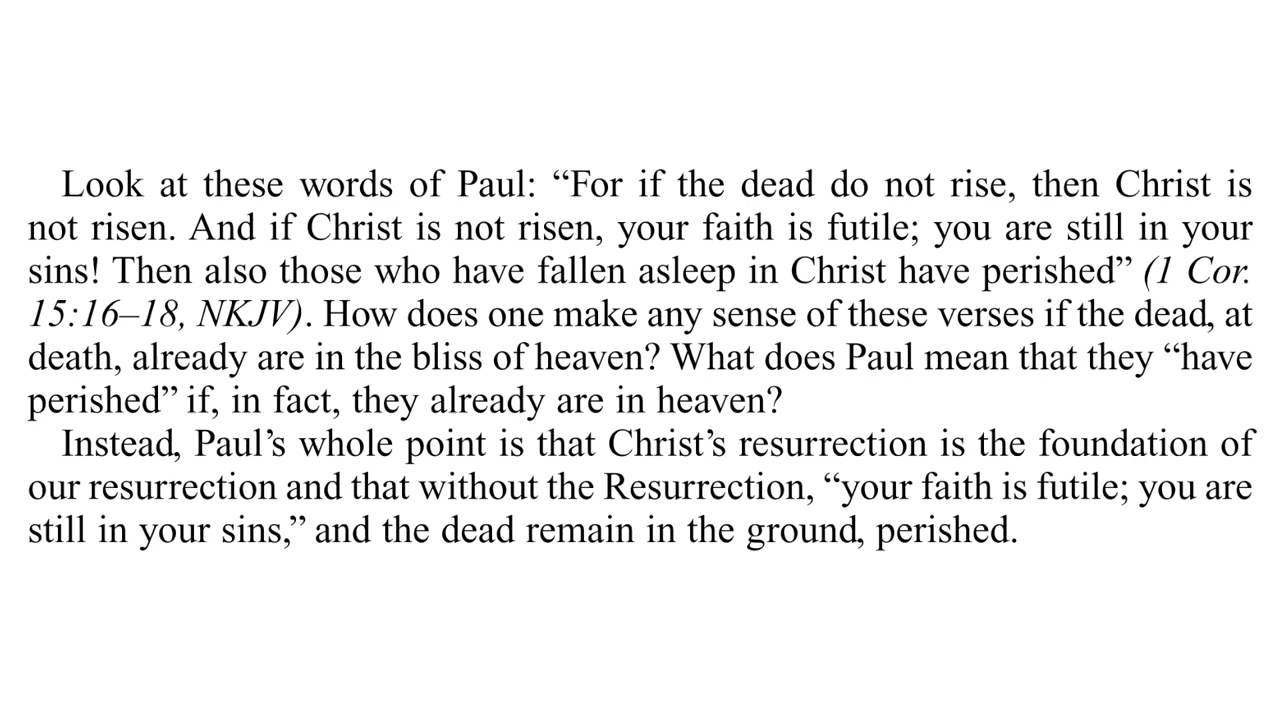 Look at these words of Paul: “For if the dead do not rise, then Christ is
not risen. And if Christ is not risen, your faith is futile; you are still in your
sins! Then also those who have fallen asleep in Christ have perished” (1 Cor.
15:16–18, NKJV). How does one make any sense of these verses if the dead, at
death, already are in the bliss of heaven? What does Paul mean that they “have
perished” if, in fact, they already are in heaven?
Instead, Paul’s whole point is that Christ’s resurrection is the foundation of
our resurrection and that without the Resurrection, “your faith is futile; you are
still in your sins,” and the dead remain in the ground, perished.